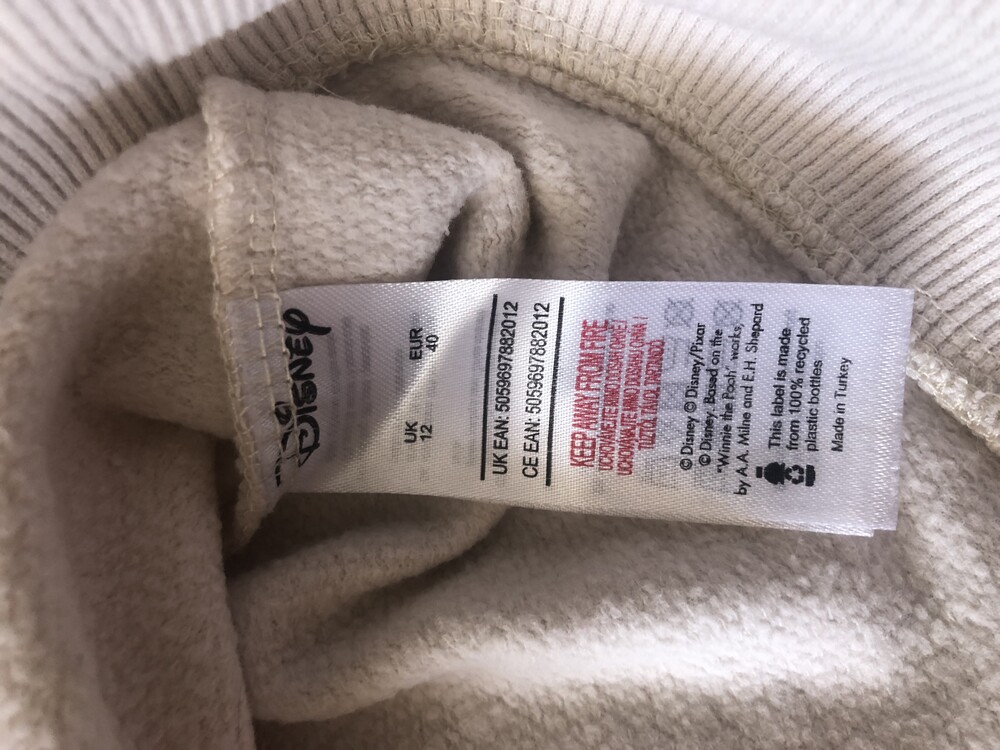 Disney
UK
12
EUR
40
UK EAN: 5059697882012
CE EAN: 5059697882012
KEEP AWAY FROM FIRE
© Disney © Disney/Pixar
© Disney. Based on the
"Winnie the Pooh" works,
by A.A. Milne and E.H. Shepard
This label is made
from 100% recycled
plastic bottles
Made in Turkey